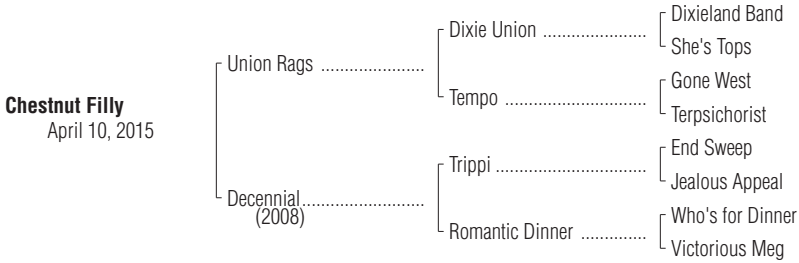 Dixieland Band
Dixie Union ......................
She's Tops
Union Rags ......................
Gone West
Tempo ..............................
Terpsichorist
Chestnut Filly
April 10, 2015
End Sweep
Trippi ................................
Jealous Appeal
Decennial..........................
(2008)
Who's for Dinner
Romantic Dinner ..............
Victorious Meg